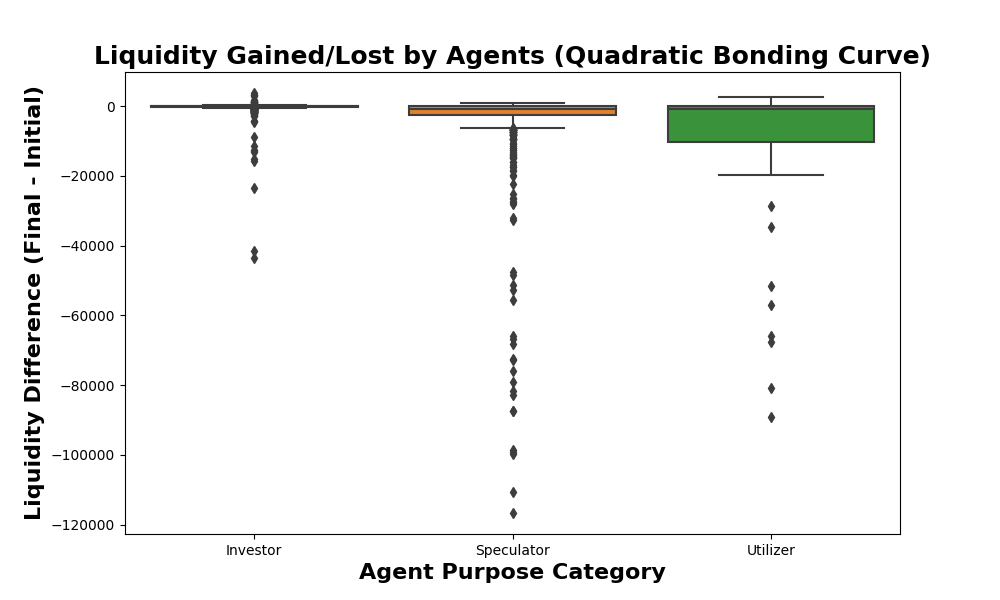 Liquidity Gained/Lost by Agents (Quadratic Bonding Curve)
Liquidity Difference (Final - Initial)
0
−20000
−40000
−60000
−80000
−100000
−120000
Investor
Speculator
Utilizer
Agent Purpose Category